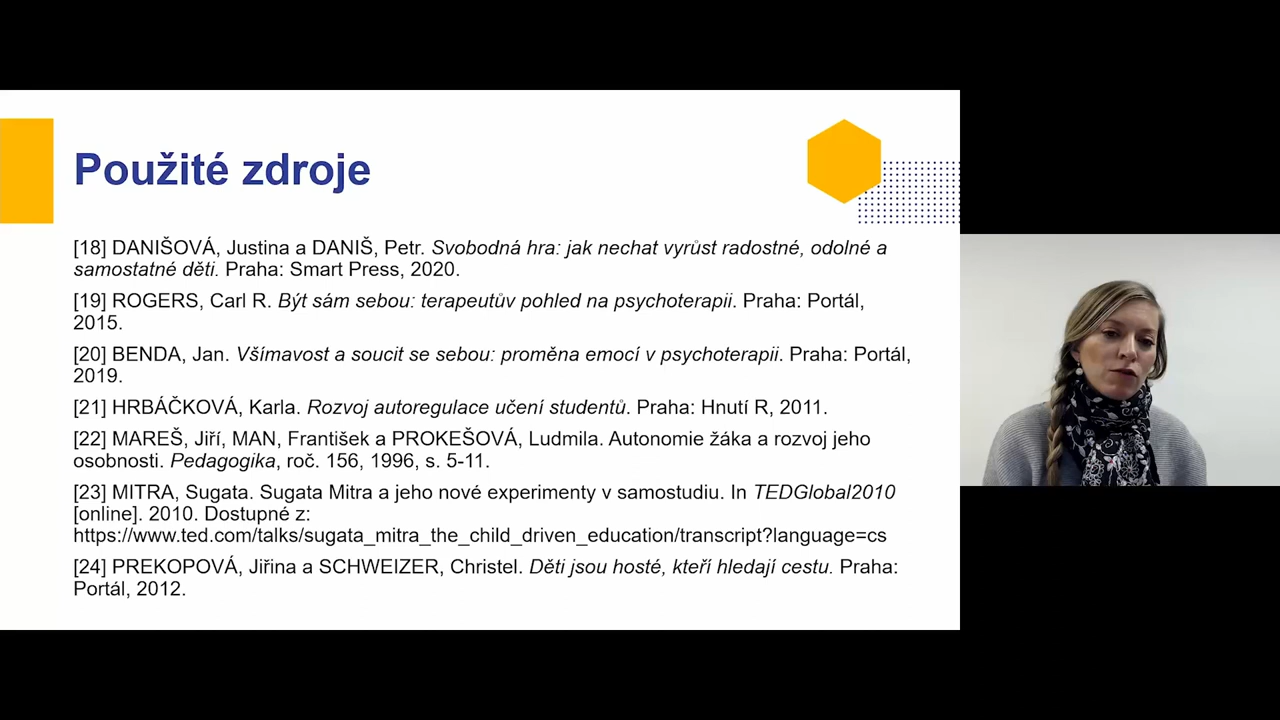 Použité zdroje
[18] DANIŠOVÁ, Justina a DANIŠ, Petr. Svobodná hra: jak nechat vyrůst radostné, odolné a
samostatné děti. Praha: Smart Press, 2020.
[19] ROGERS, Carl R. Být sám sebou: terapeutův pohled na psychoterapii. Praha: Portál,
2015.
[20] BENDA, Jan. Všímavost a soucit se sebou: proměna emocí v psychoterapii. Praha: Portál,
2019.
[21] HRBÁČKOVÁ, Karla. Rozvoj autoregulace učení studentů. Praha: Hnutí R, 2011.
[22] MAREŠ, Jiří, MAN, František a PROKEŠOVÁ, Ludmila. Autonomie žáka a rozvoj jeho
osobnosti. Pedagogika, roč. 156, 1996, s. 5-11.
[23] MITRA, Sugata. Sugata Mitra a jeho nové experimenty v samostudiu. In TEDGlobal2010
[online]. 2010. Dostupné z:
https://www.ted.com/talks/sugata_mitra_the_child_driven_education/transcript?language=cs
[24] PREKOPOVÁ, Jiřina a SCHWEIZER, Christel. Děti jsou hosté, kteří hledají cestu. Praha:
Portál, 2012.